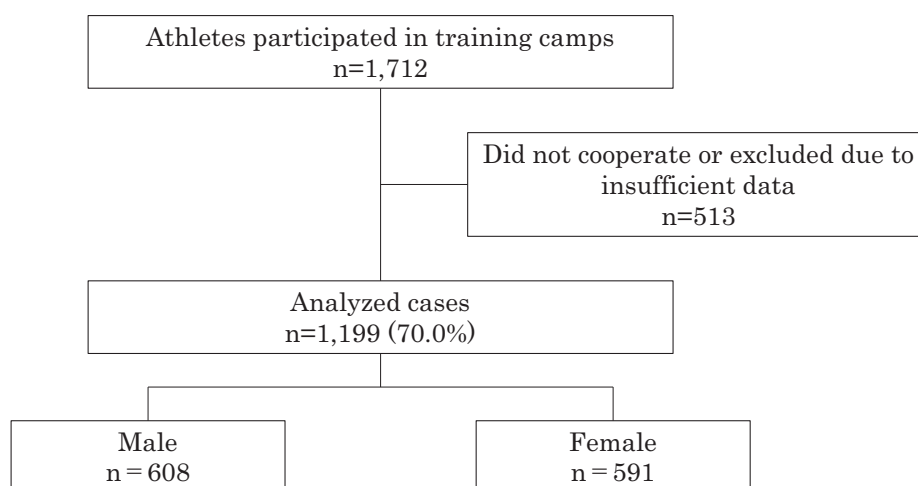 Athletes participated in training camps
n=1,712
Did not cooperate or excluded due to
insufficient data
n=513
Analyzed cases
n=1,199 (70.0%)
Male
n = 608
Female
n = 591